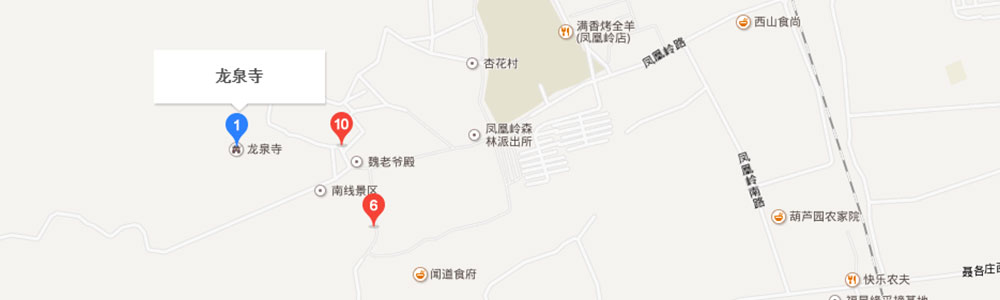 西山食尚
满香烤全羊
(凤凰岭店)
凤凰岭路
杏花村
龙泉寺
1
10
凤凰岭森
林派出所
龙泉寺
魏老爷殿
南线景区
凤凰岭南路
6
葫芦园农家院
闻道食府
聂各庄
快乐农夫